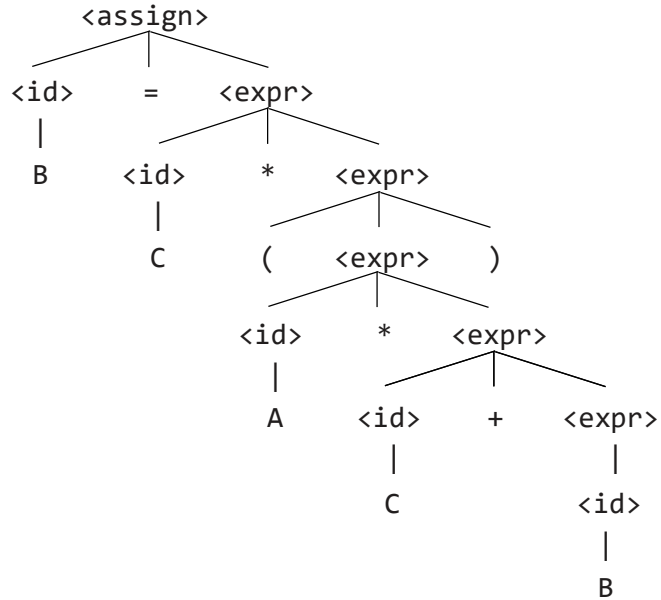 <assign>
<id> = <expr>
|
B <id> * <expr>
|
C ( <expr> )
<id> * <expr>
|
A <id> + <expr>
| |
C <id>
|
B